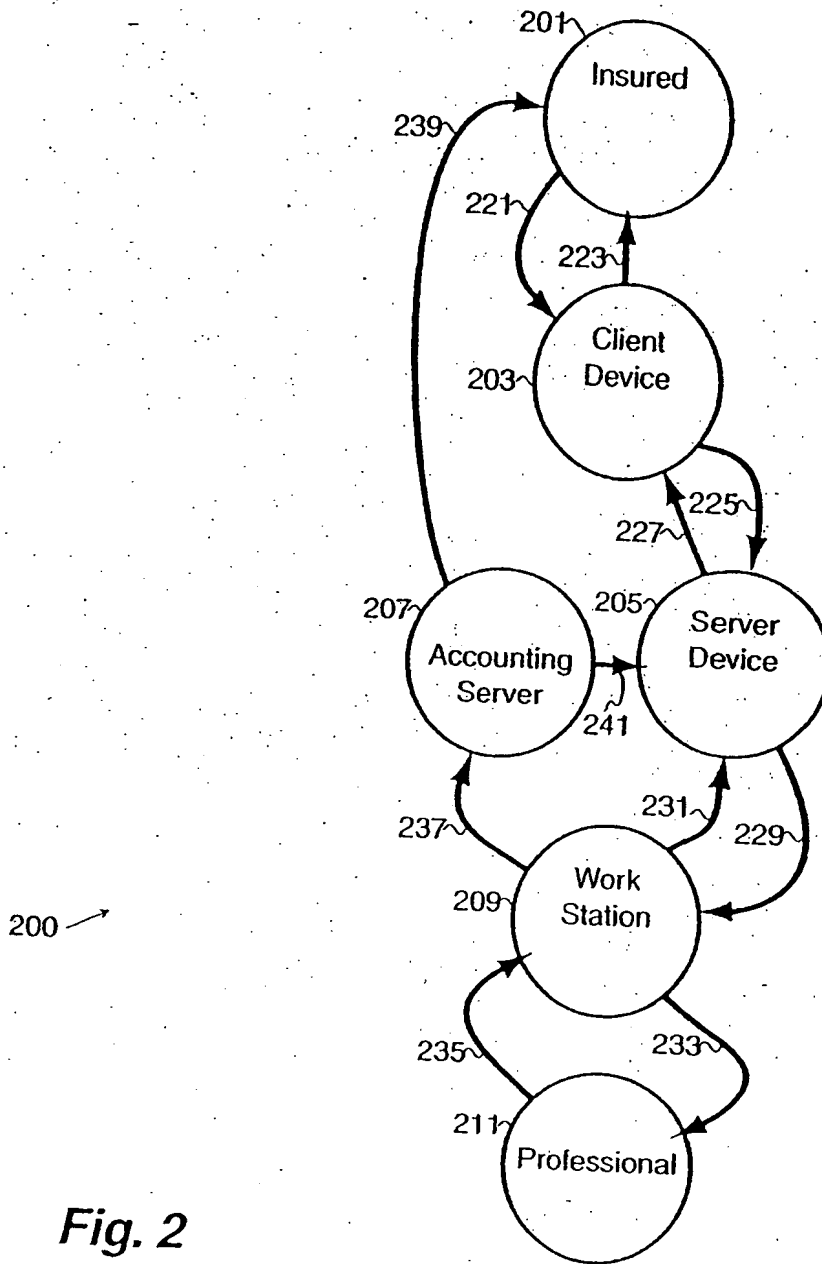 201
Insured
239
221
223
Client
Device
203
225
227
207
205
Server
Device
Accounting
Server
241
231
237
229
Work
Station
209
200
235
233
211
Professional
Fig. 2